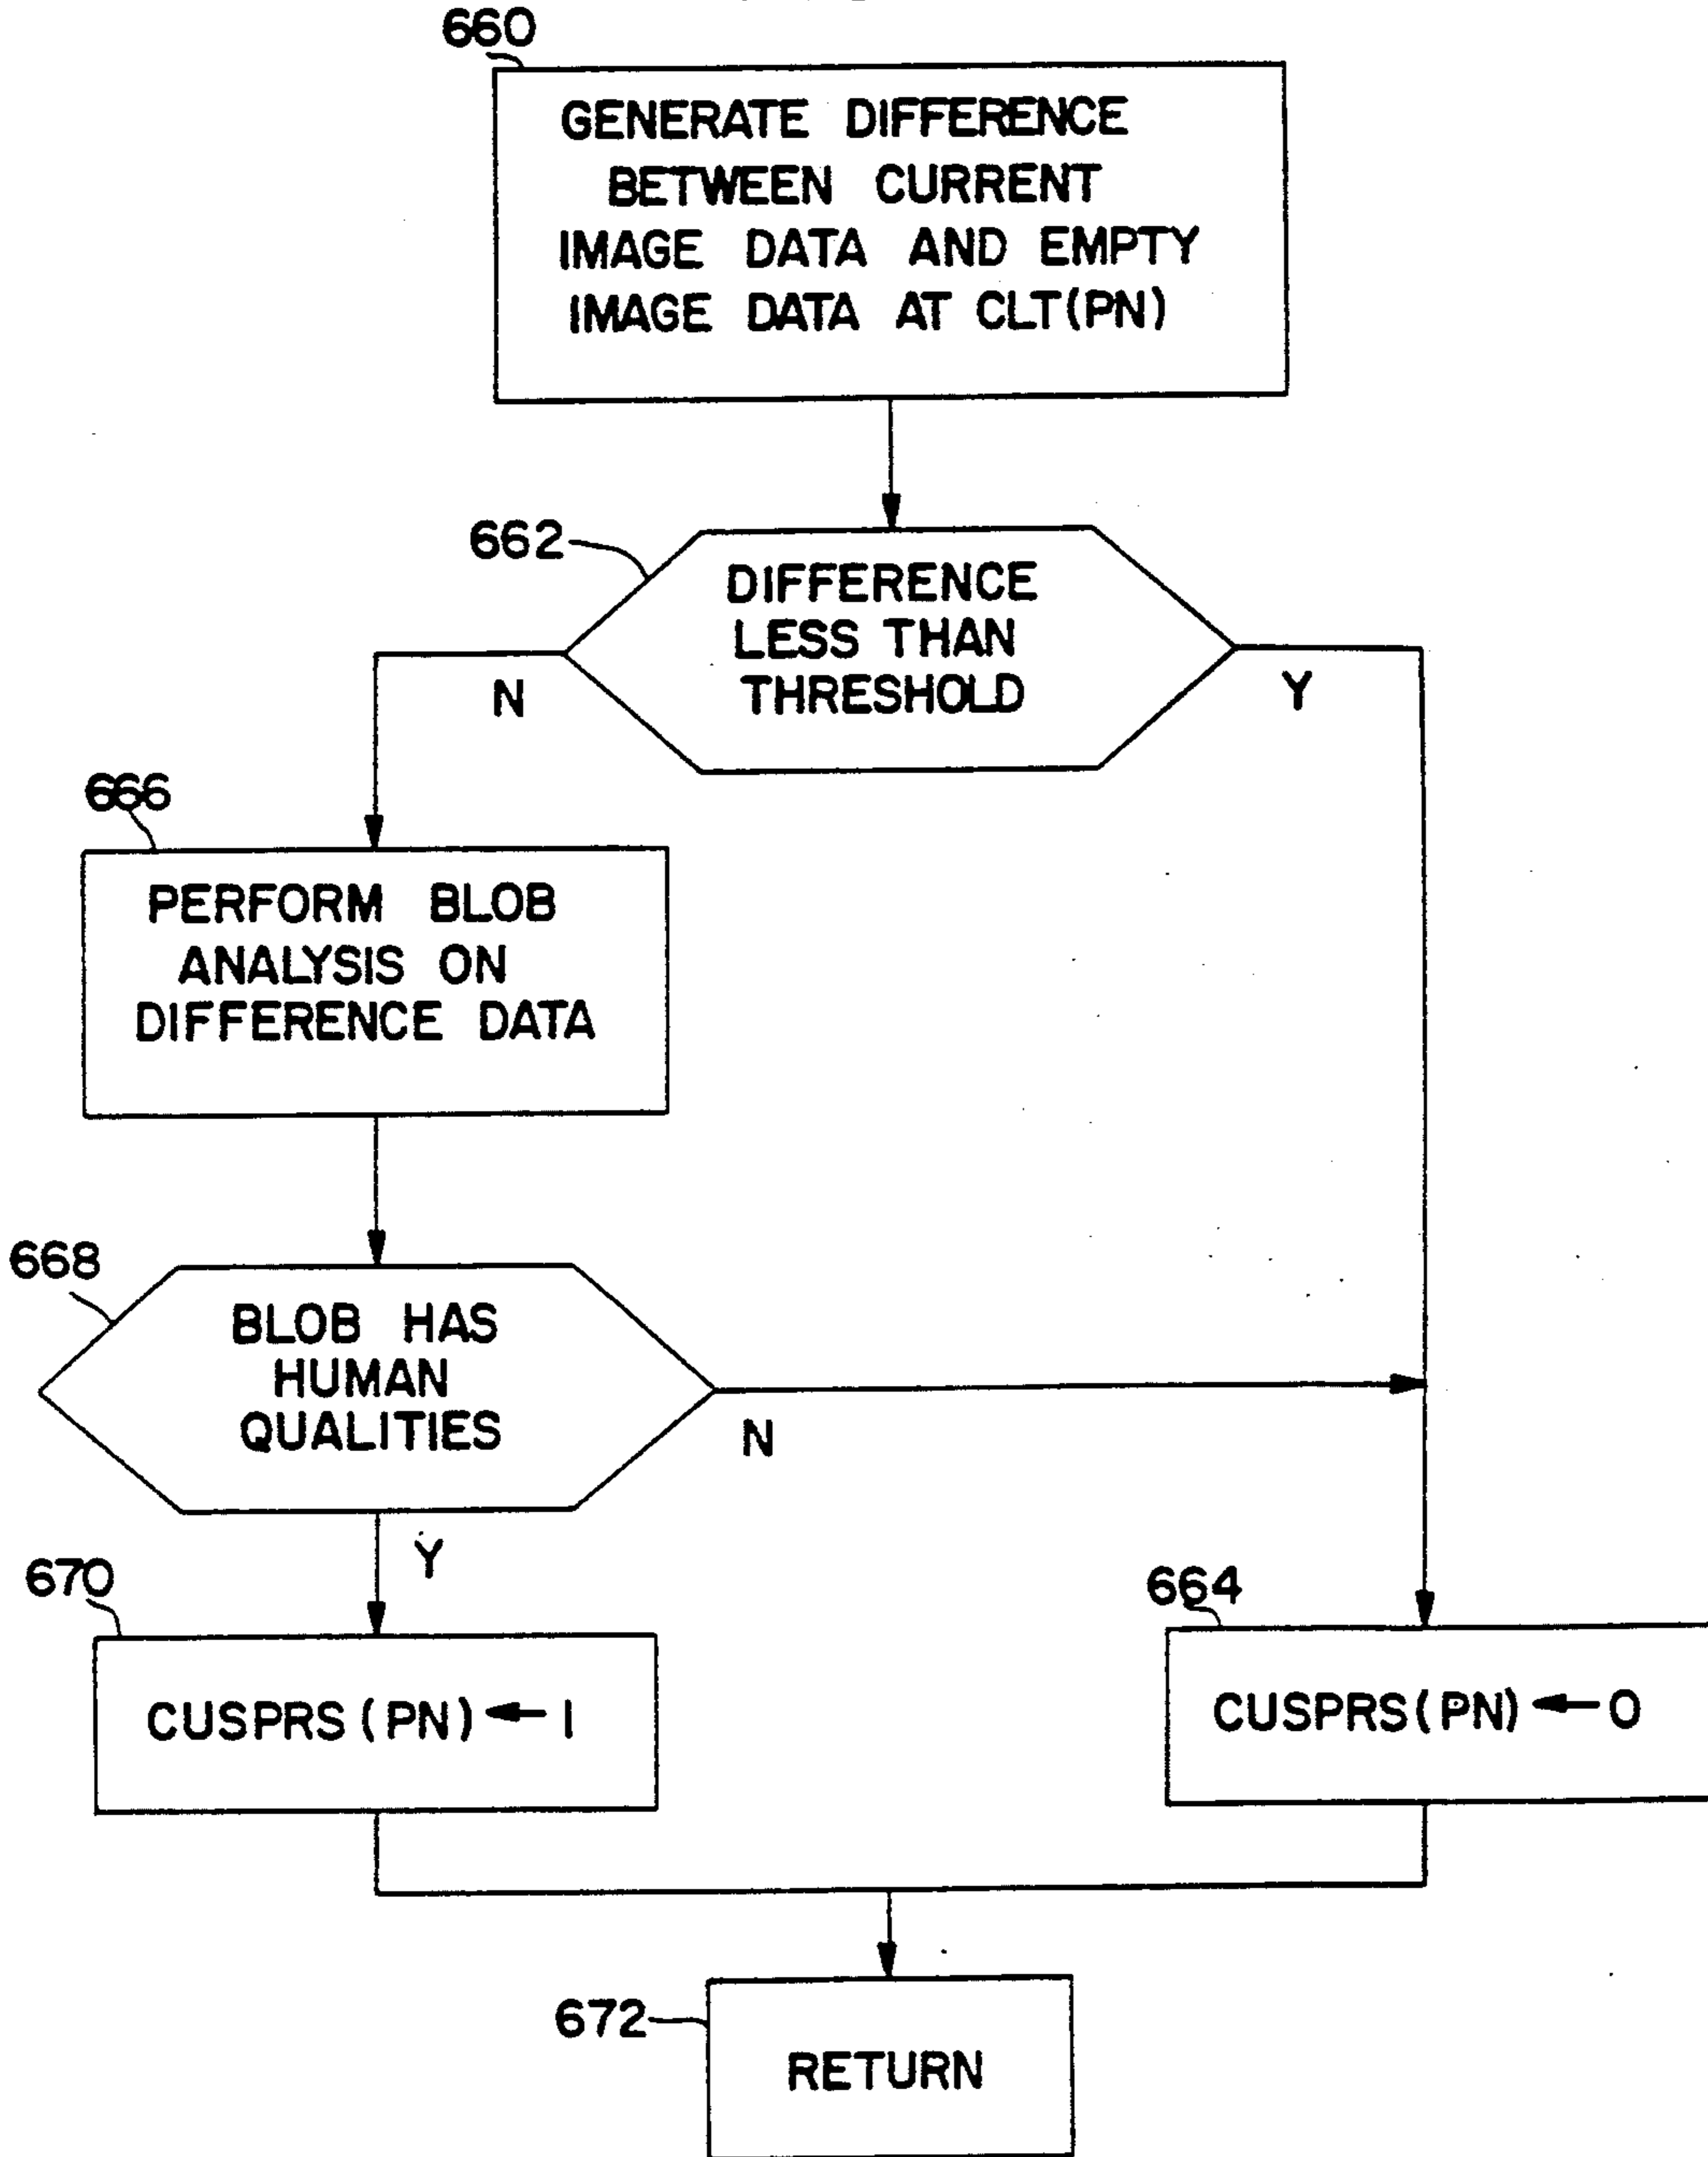 660
GENERATE DIFFERENCE
BETWEEN CURRENT
IMAGE DATA AND EMPTY
IMAGE DATA AT CLT(PN)
662
DIFFERENCE
LESS THAN
THRESHOLD
N
Y
666
PERFORM BLOB
ANALYSIS ON
DIFFERENCE DATA
668
BLOB HAS
HUMAN
QUALITIES
N
Y
670
CUSPRS(PN)←1
664
CUSPRS(PN)←0
672
RETURN